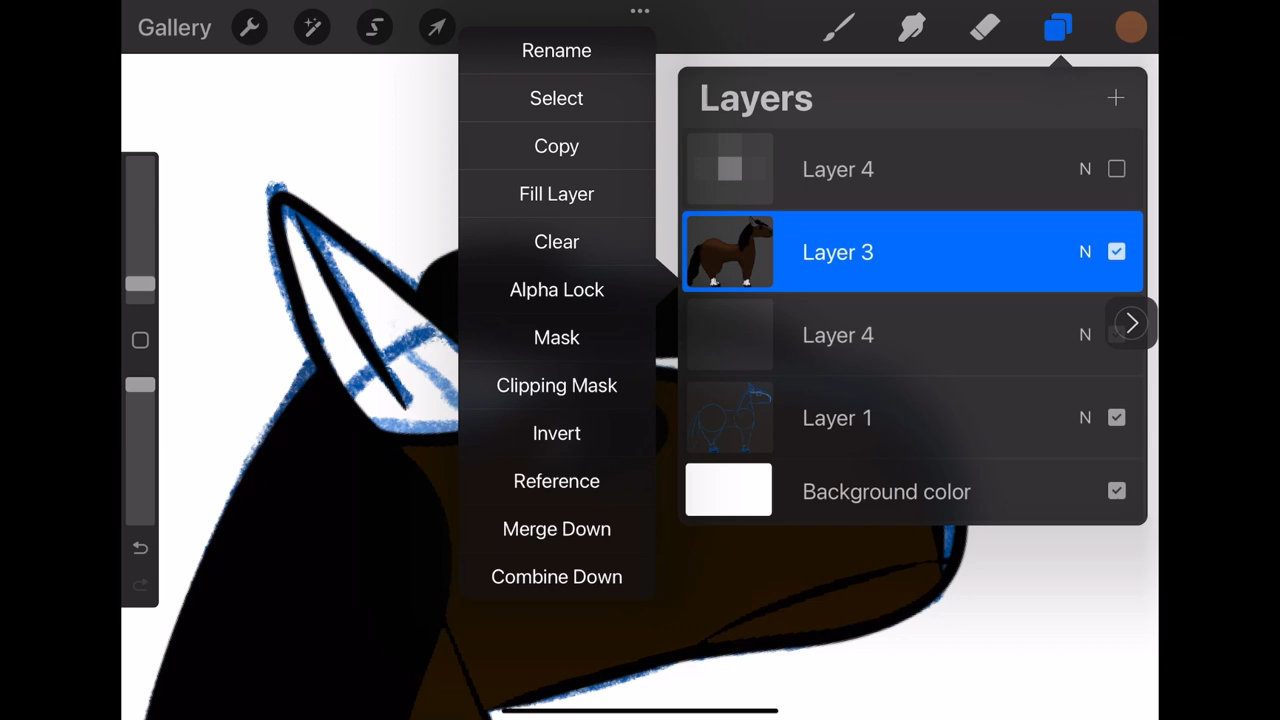 Gallery
Rename
Select
Copy
Fill Layer
Clear
Alpha Lock
Mask
Clipping Mask
Invert
Reference
Merge Down
Combine Down
Layers
Layer 4 N
Layer 3 N
Layer 4 N
Layer 1 N
Background color